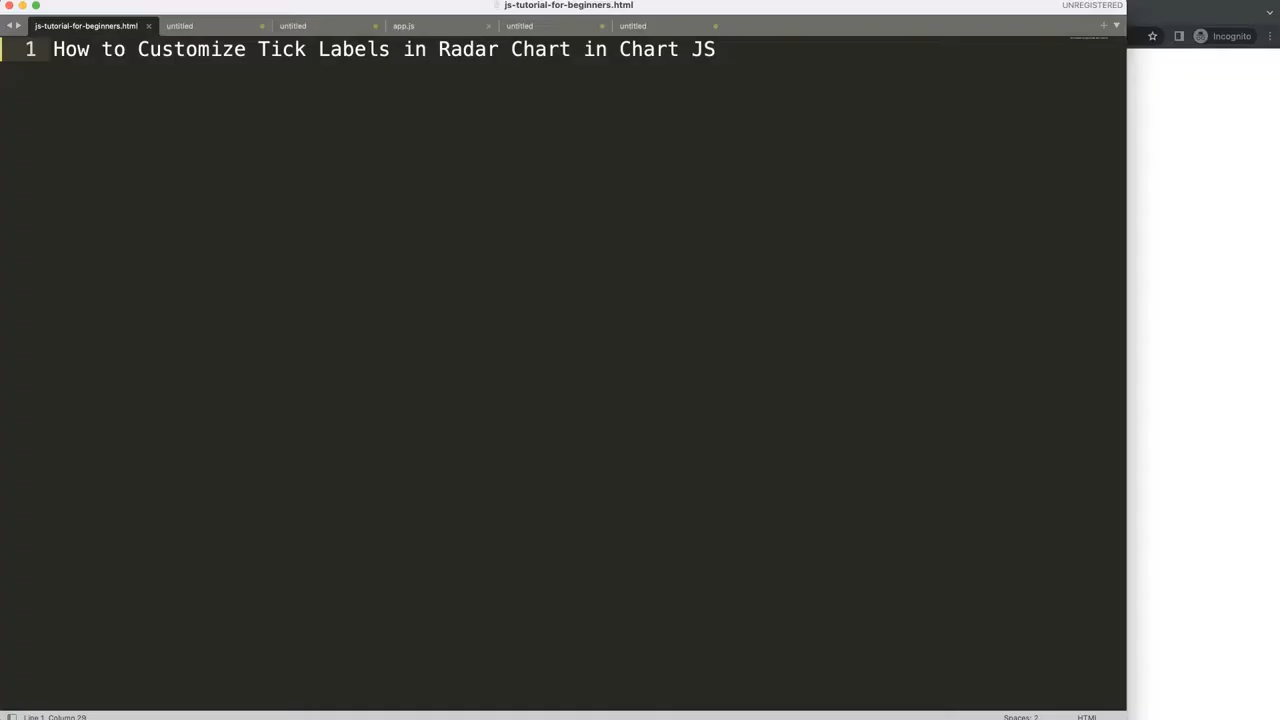 js-tutorial-for-beginners.html
UNREGISTERED
js-tutorial-for-beginners.html
untitled
untitled
app.js
untitled
untitled
Incognito
1 How to Customize Tick Labels in Radar Chart in Chart JS
Line 1, Column 29
Spaces: 2
HTML